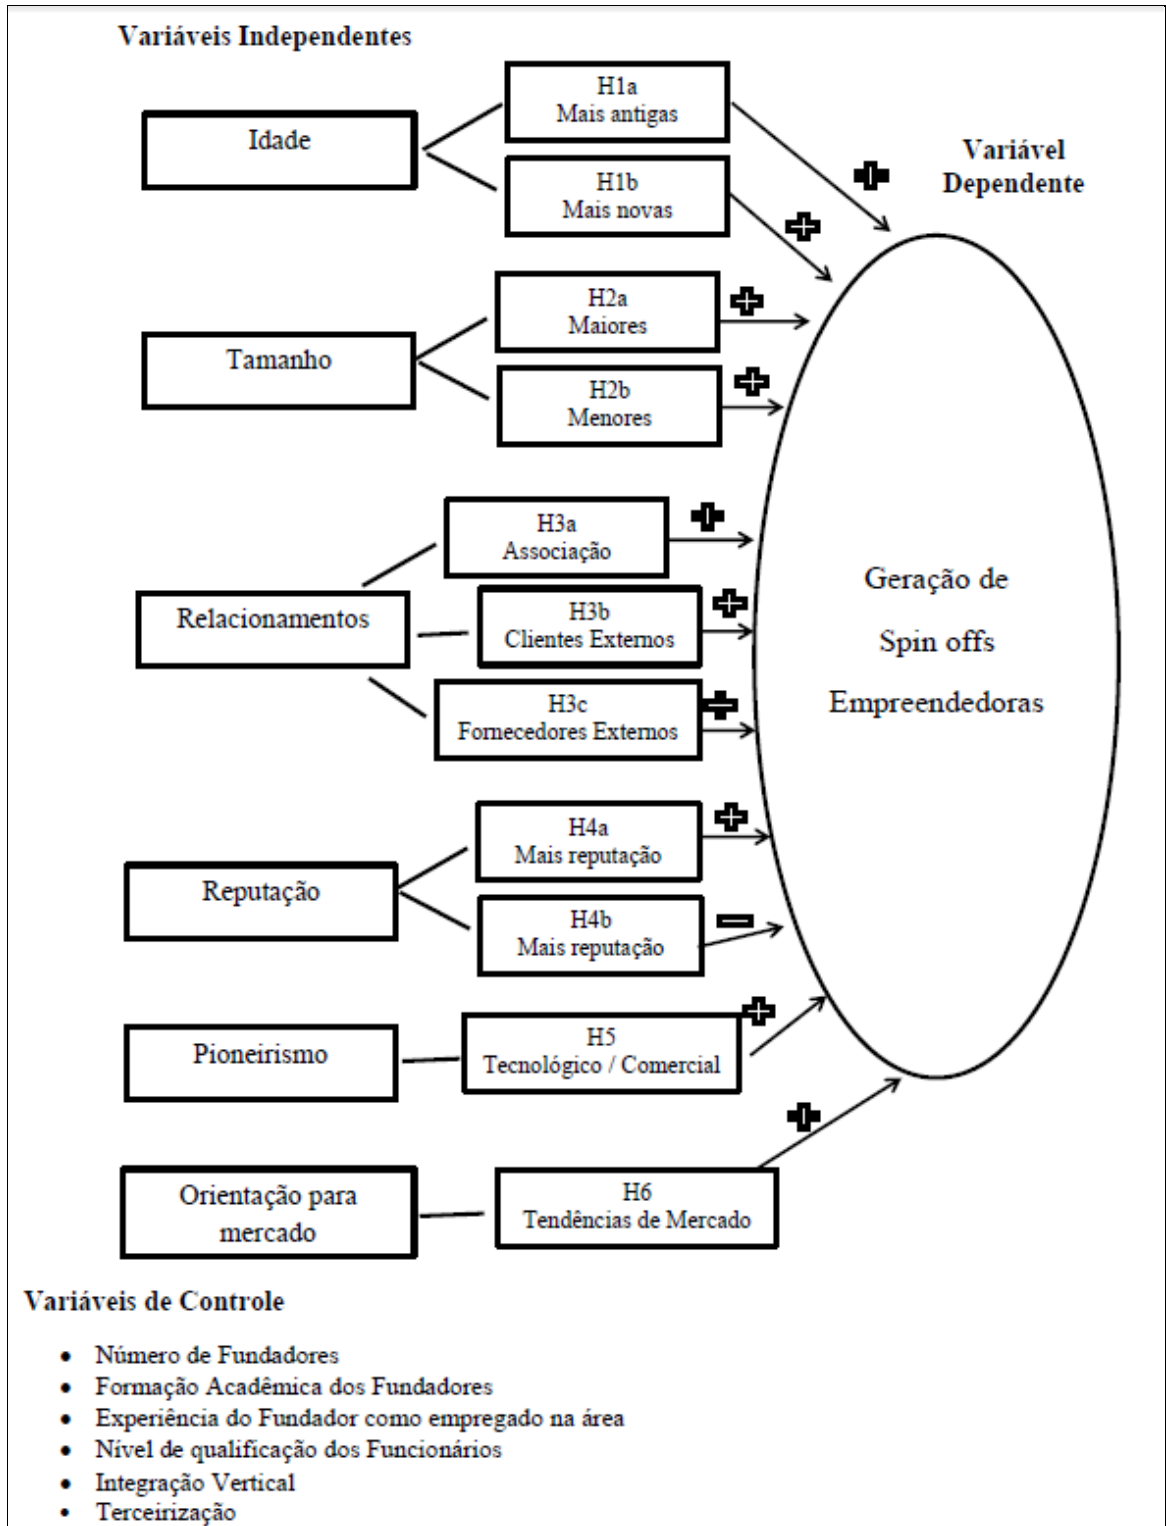 Variáveis Independentes
Idade
H1a
Mais antigas
H1b
Mais novas
Variável
Dependente
Tamanho
H2a
Maiores
H2b
Menores
Relacionamentos
H3a
Associação
H3b
Clientes Externos
H3c
Fornecedores Externos
Geração de
Spin offs
Empreendedoras
Reputação
H4a
Mais reputação
H4b
Mais reputação
Pioneirismo
H5
Tecnológico / Comercial
Orientação para
mercado
H6
Tendências de Mercado
Variáveis de Controle
• Número de Fundadores
• Formação Acadêmica dos Fundadores
• Experiência do Fundador como empregado na área
• Nível de qualificação dos Funcionários
• Integração Vertical
• Terceirização